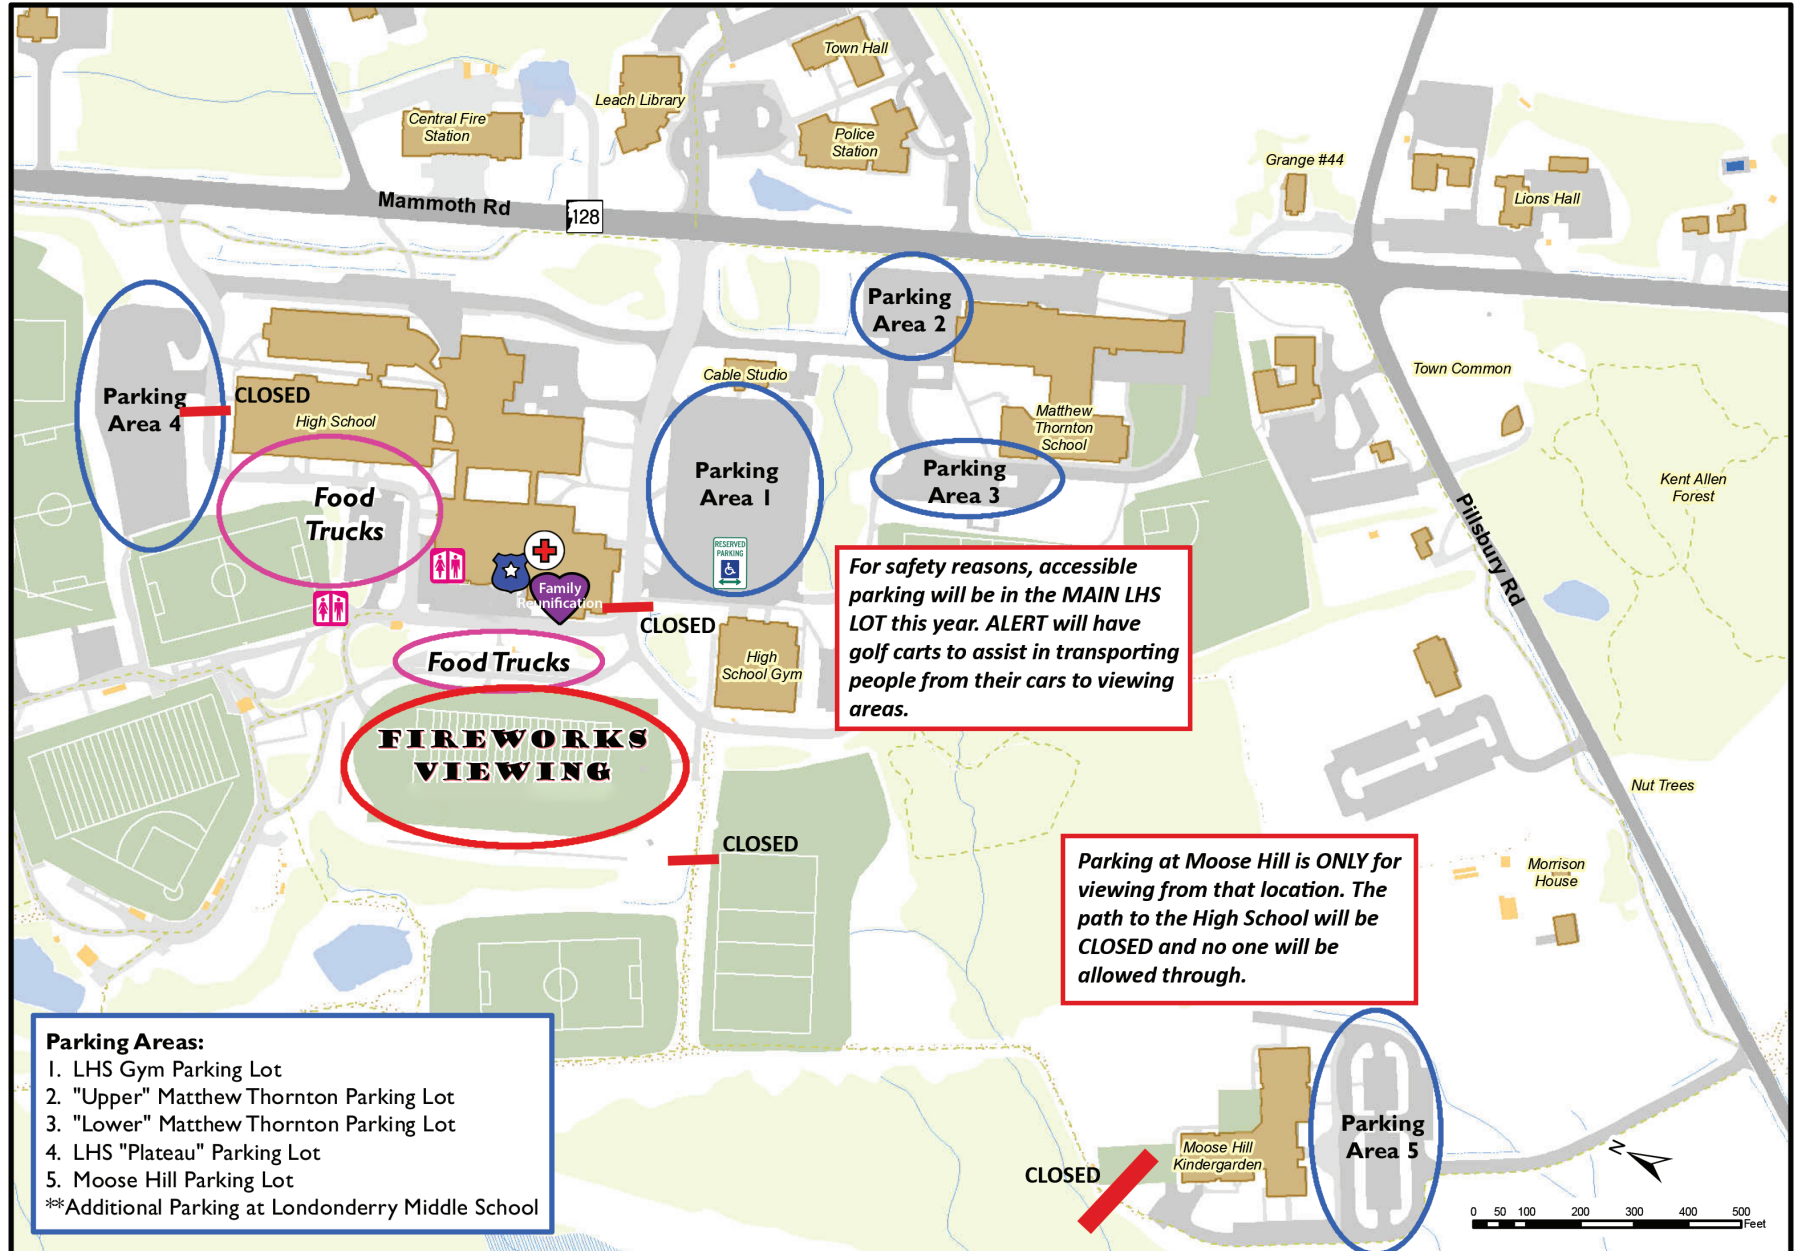 Town Hall
Leach Library
Central Fire
Station
Police
Station
Grange #44
Lions Hall
Mammoth Rd
128
Parking
Area 2
Cable Studio
Town Common
Parking
Area 4
CLOSED
High School
Matthew
Thornton
School
Parking
Area 1
Parking
Area 3
Kent Allen
Forest
Food
Trucks
Pillsbury Rd
RESERVED
PARKING
Family
Reunification
CLOSED
For safety reasons, accessible
parking will be in the MAIN LHS
LOT this year. ALERT will have
golf carts to assist in transporting
people from their cars to viewing
areas.
Food Trucks
High
School Gym
FIREWORKS
VIEWING
Nut Trees
CLOSED
Parking at Moose Hill is ONLY for
viewing from that location. The
path to the High School will be
CLOSED and no one will be
allowed through.
Morrison
House
Parking Areas:
1. LHS Gym Parking Lot
2. "Upper" Matthew Thornton Parking Lot
3. "Lower" Matthew Thornton Parking Lot
4. LHS "Plateau" Parking Lot
5. Moose Hill Parking Lot
**Additional Parking at Londonderry Middle School
Parking
Area 5
Moose Hill
Kindergarden
CLOSED
N
0 50 100 200 300 400 500
Feet